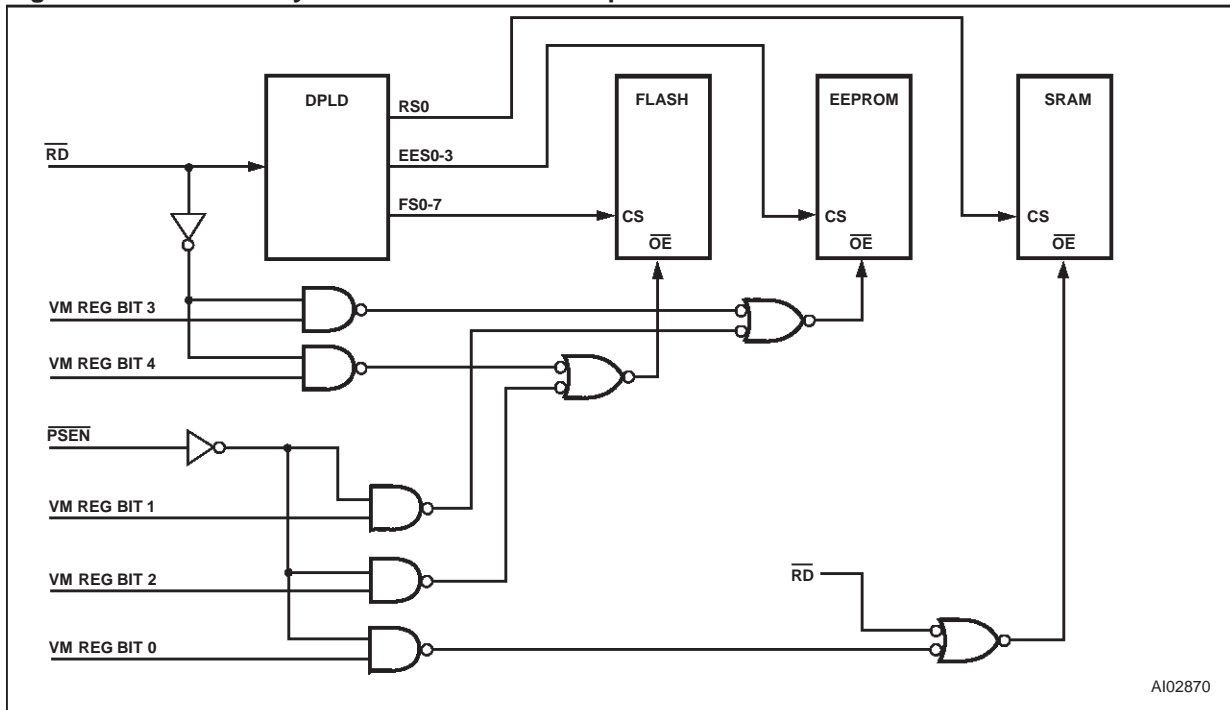 DPLD
RS0
EES0-3
FS0-7
FLASH
CS
OE
EEPROM
CS
OE
SRAM
CS
OE
RD
VM REG BIT 3
VM REG BIT 4
PSEN
VM REG BIT 1
VM REG BIT 2
VM REG BIT 0
RD
AI02870